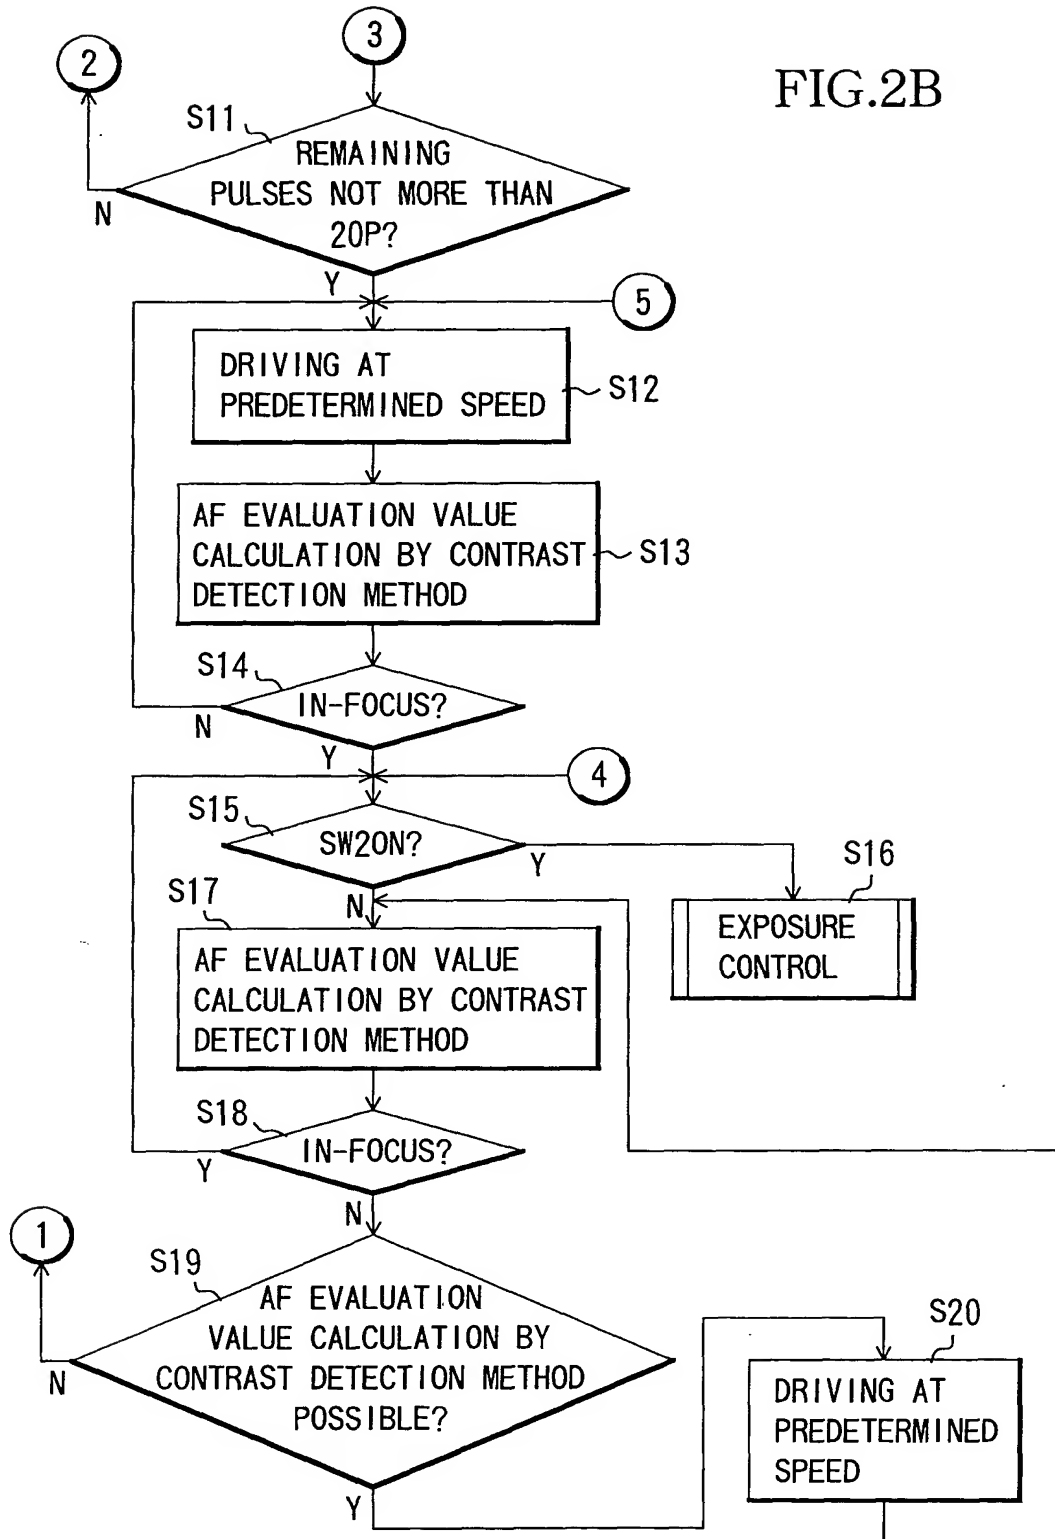 3
2
FIG.2B
S11
REMAINING
PULSES NOT MORE THAN
20P?
N
Y
5
DRIVING AT
PREDETERMINED SPEED
S12
AF EVALUATION VALUE
CALCULATION BY CONTRAST
DETECTION METHOD
S13
S14
IN-FOCUS?
N
Y
4
S15
SW2ON?
Y
S16
EXPOSURE
CONTROL
S17
N
AF EVALUATION VALUE
CALCULATION BY CONTRAST
DETECTION METHOD
S18
IN-FOCUS?
Y
N
1
S19
AF EVALUATION
VALUE CALCULATION BY
CONTRAST DETECTION METHOD
POSSIBLE?
N
Y
S20
DRIVING AT
PREDETERMINED
SPEED